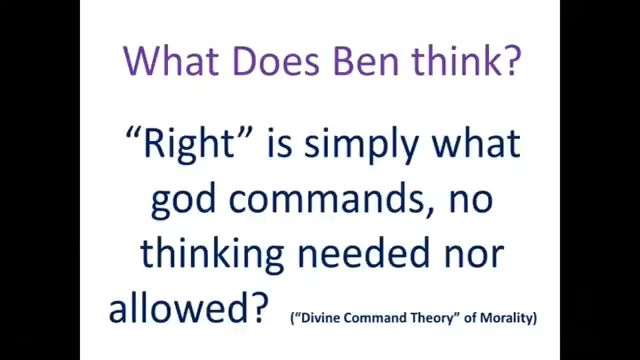 What Does Ben think?
“Right” is simply what
god commands, no
thinking needed nor
allowed? (“Divine Command Theory” of Morality)